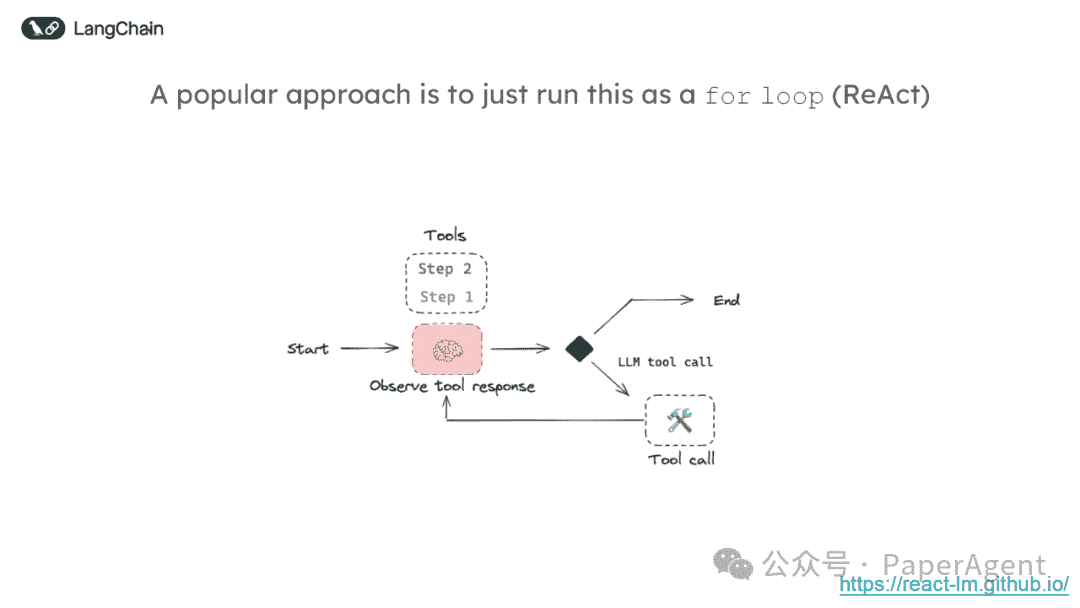 LangChain
A popular approach is to just run this as a for loop (ReAct)
Tools
Step 2
Step 1
Start
End
LLM tool call
Observe tool response
Tool call
公众号 · PaperAgent
https://react-lm.github.io/